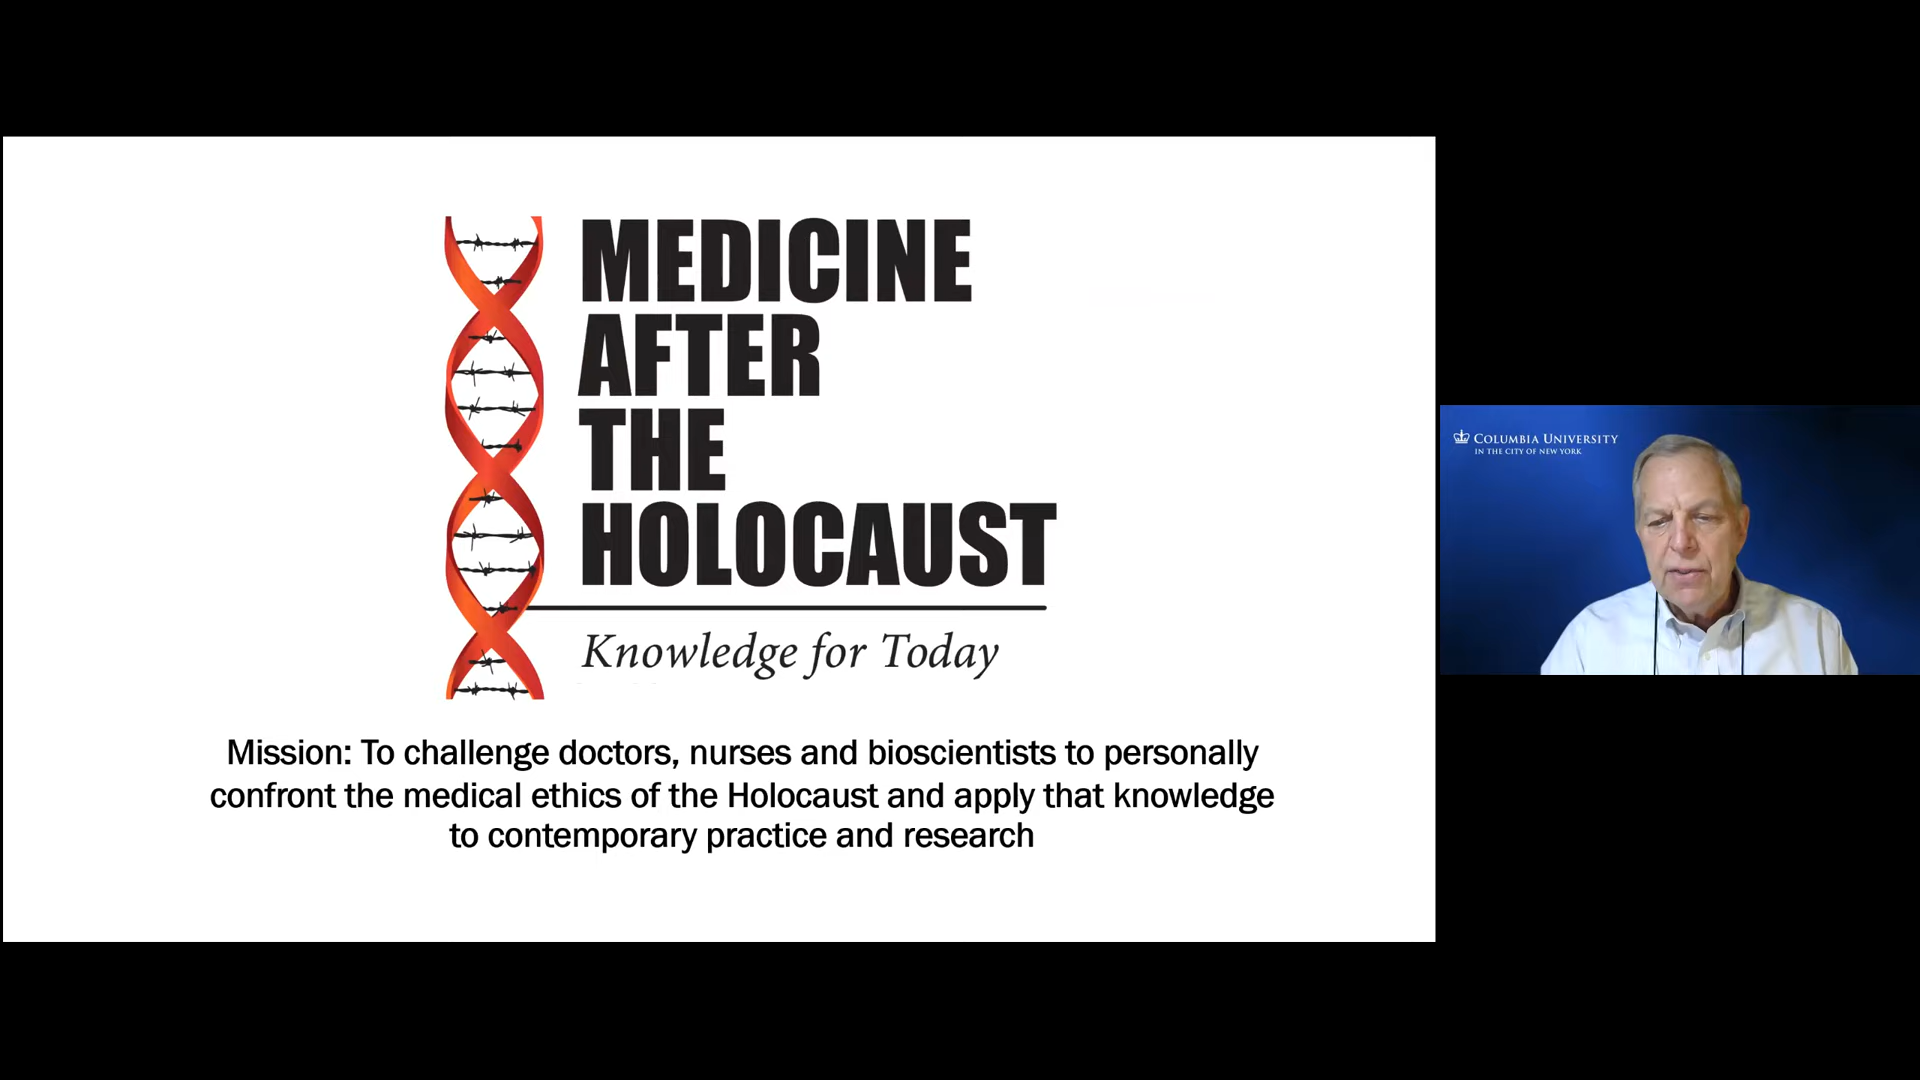 MEDICINE
AFTER
THE
HOLOCAUST
Knowledge for Today
Mission: To challenge doctors, nurses and bioscientists to personally
confront the medical ethics of the Holocaust and apply that knowledge
to contemporary practice and research
COLUMBIA UNIVERSITY
IN THE CITY OF NEW YORK